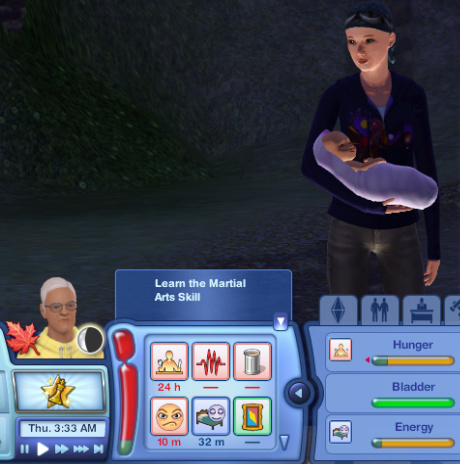 Learn the Martial
Arts Skill
24 h
10 m
32 m
Thu. 3:33 AM
Hunger
Bladder
Energy